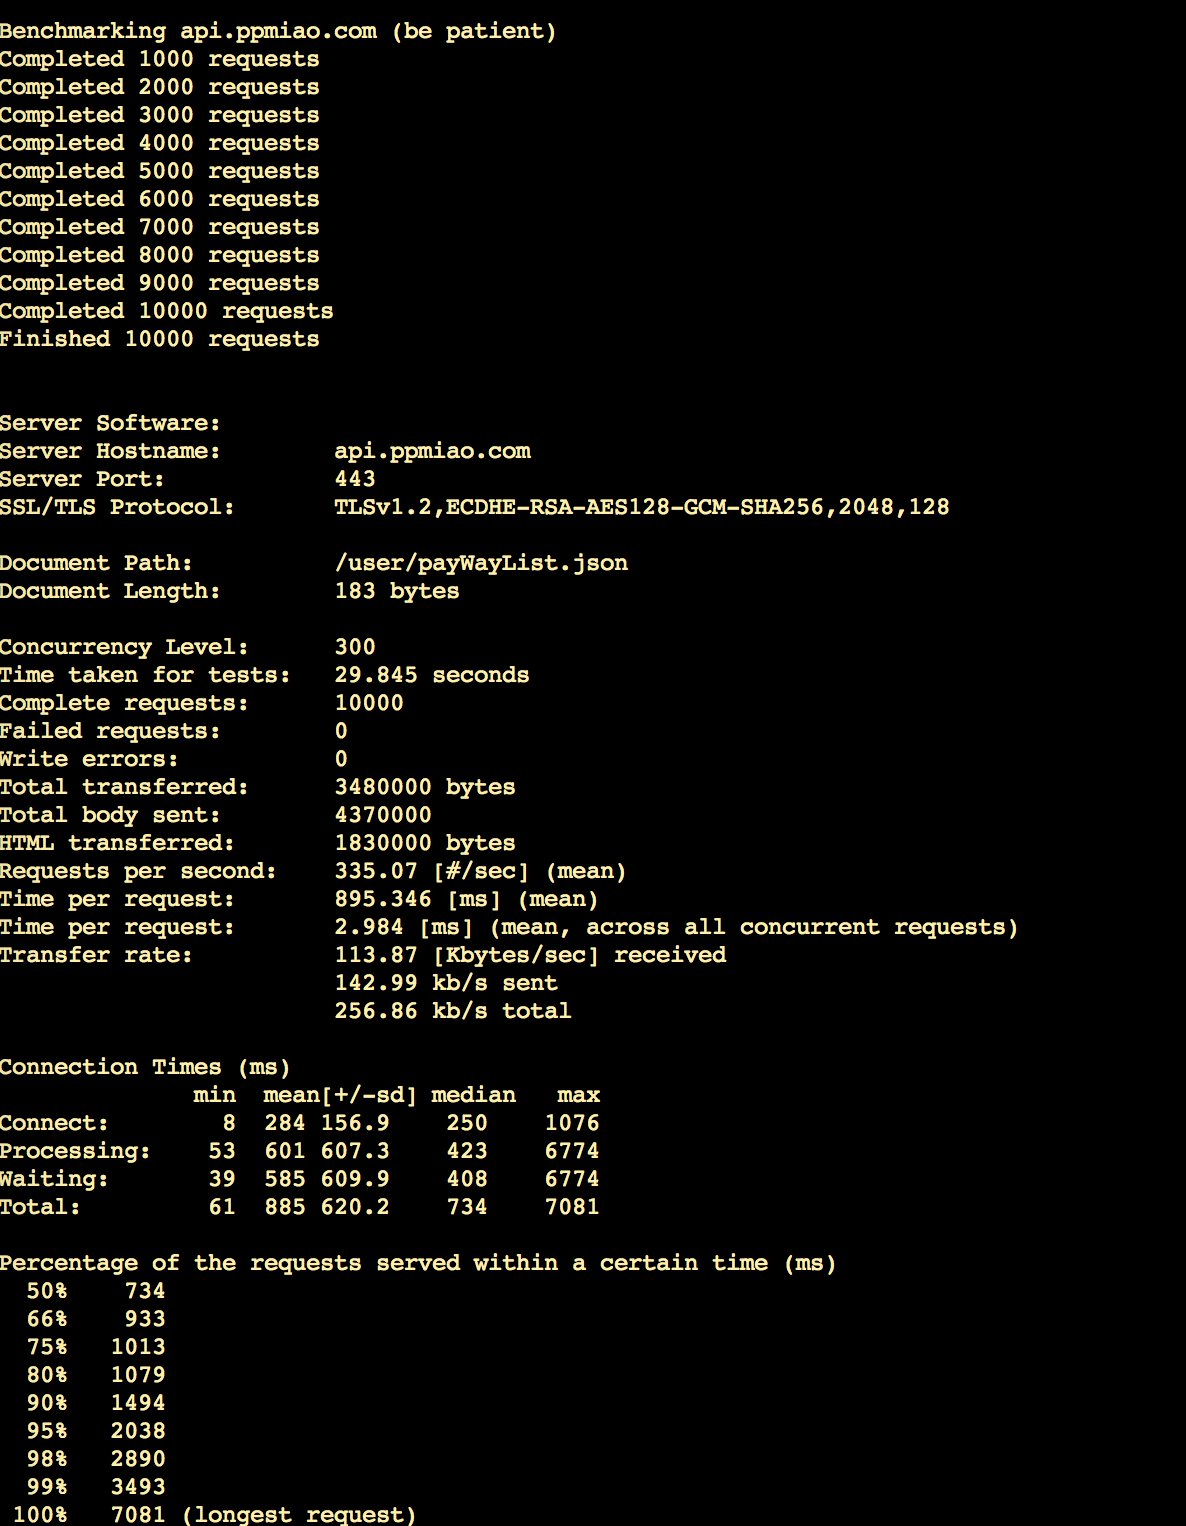 Benchmarking api.ppmiao.com (be patient)
Completed 1000 requests
Completed 2000 requests
Completed 3000 requests
Completed 4000 requests
Completed 5000 requests
Completed 6000 requests
Completed 7000 requests
Completed 8000 requests
Completed 9000 requests
Completed 10000 requests
Finished 10000 requests
Server Software:
Server Hostname: api.ppmiao.com
Server Port: 443
SSL/TLS Protocol: TLSv1.2,ECDHE-RSA-AES128-GCM-SHA256,2048,128
Document Path: /user/payWayList.json
Document Length: 183 bytes
Concurrency Level: 300
Time taken for tests: 29.845 seconds
Complete requests: 10000
Failed requests: 0
Write errors: 0
Total transferred: 3480000 bytes
Total body sent: 4370000
HTML transferred: 1830000 bytes
Requests per second: 335.07 [#/sec] (mean)
Time per request: 895.346 [ms] (mean)
Time per request: 2.984 [ms] (mean, across all concurrent requests)
Transfer rate: 113.87 [Kbytes/sec] received
142.99 kb/s sent
256.86 kb/s total
Connection Times (ms)
min mean[+/-sd] median max
Connect: 8 284 156.9 250 1076
Processing: 53 601 607.3 423 6774
Waiting: 39 585 609.9 408 6774
Total: 61 885 620.2 734 7081
Percentage of the requests served within a certain time (ms)
50% 734
66% 933
75% 1013
80% 1079
90% 1494
95% 2038
98% 2890
99% 3493
100% 7081 (longest request)